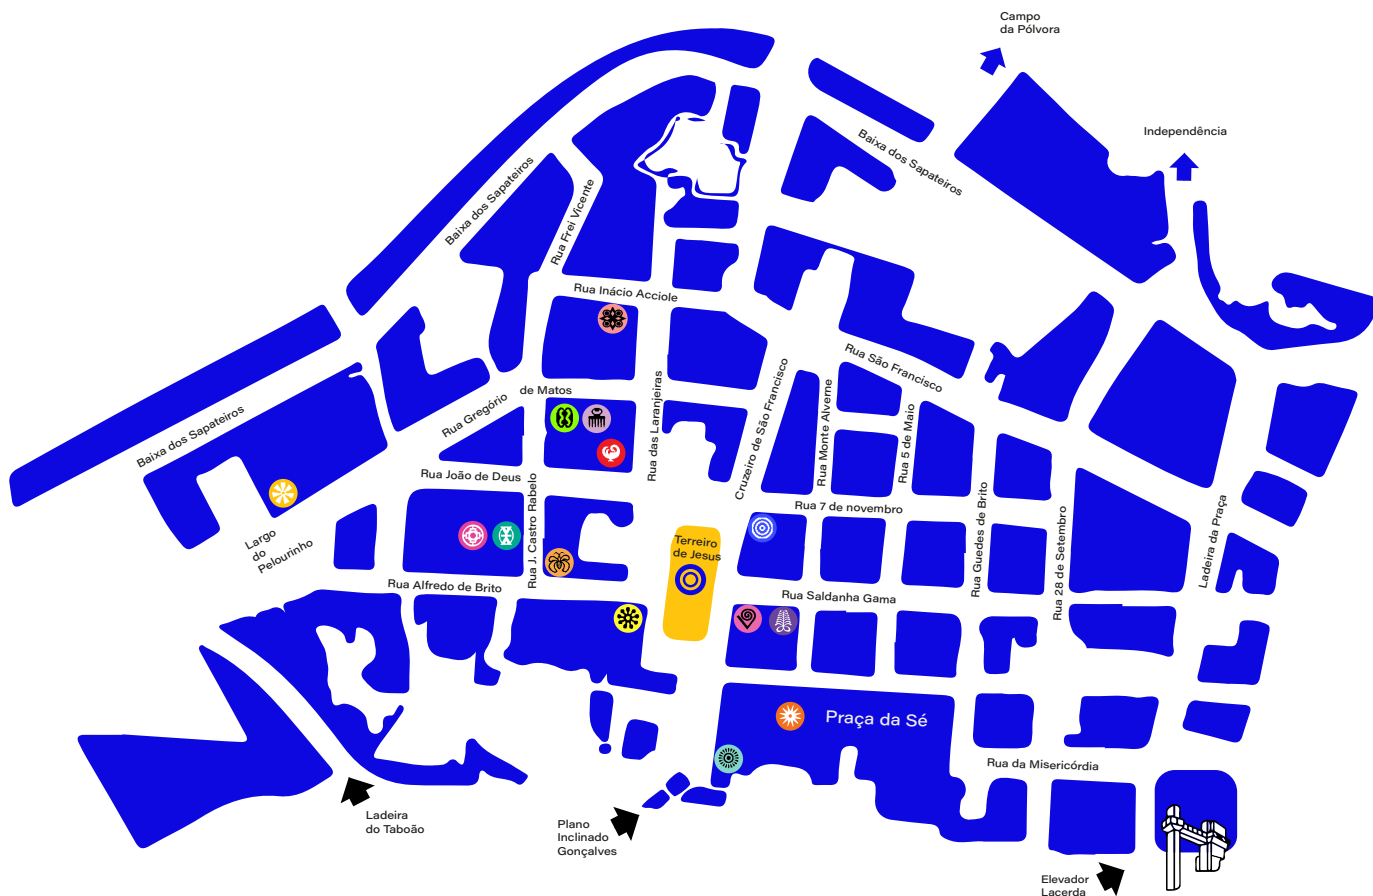 Campo
da Pólvora
Independência
Baixa dos Sapateiros
Baixa dos Sapateiros
Rua Frei Vicente
Rua Inácio Acciole
Rua São Francisco
de Matos
Rua Gregório
Rua das Laranjeiras
Cruzeiro de São Francisco
Rua Monte Alverne
Rua 5 de Maio
Baixa dos Sapateiros
Rua João de Deus
Rua J. Castro Rabelo
Rua 7 de novembro
Rua Guedes de Brito
Rua 28 de Setembro
Ladeira da Praça
Largo
do
Pelourinho
Terreiro
de Jesus
Rua Alfredo de Brito
Rua Saldanha Gama
Praça da Sé
Rua da Misericórdia
Ladeira
do Taboão
Plano
Inclinado
Gonçalves
Elevador
Lacerda